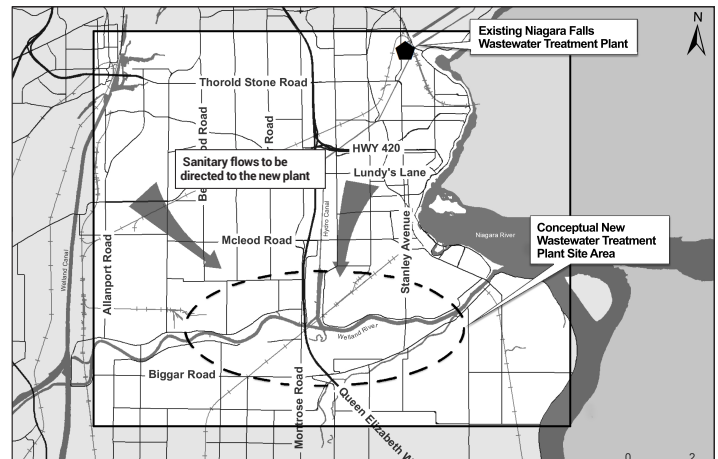 Existing Niagara Falls
Wastewater Treatment Plant
N
Thorold Stone Road
HWY 420
Lundy's Lane
Sanitary flows to be
directed to the new plant
Mcleod Road
Hydro Canal
Stanley Avenue
Niagara River
Conceptual New
Wastewater Treatment
Plant Site Area
Allanport Road
Welland Canal
Welland River
Biggar Road
Montrose Road
Queen Elizabeth W
0 2